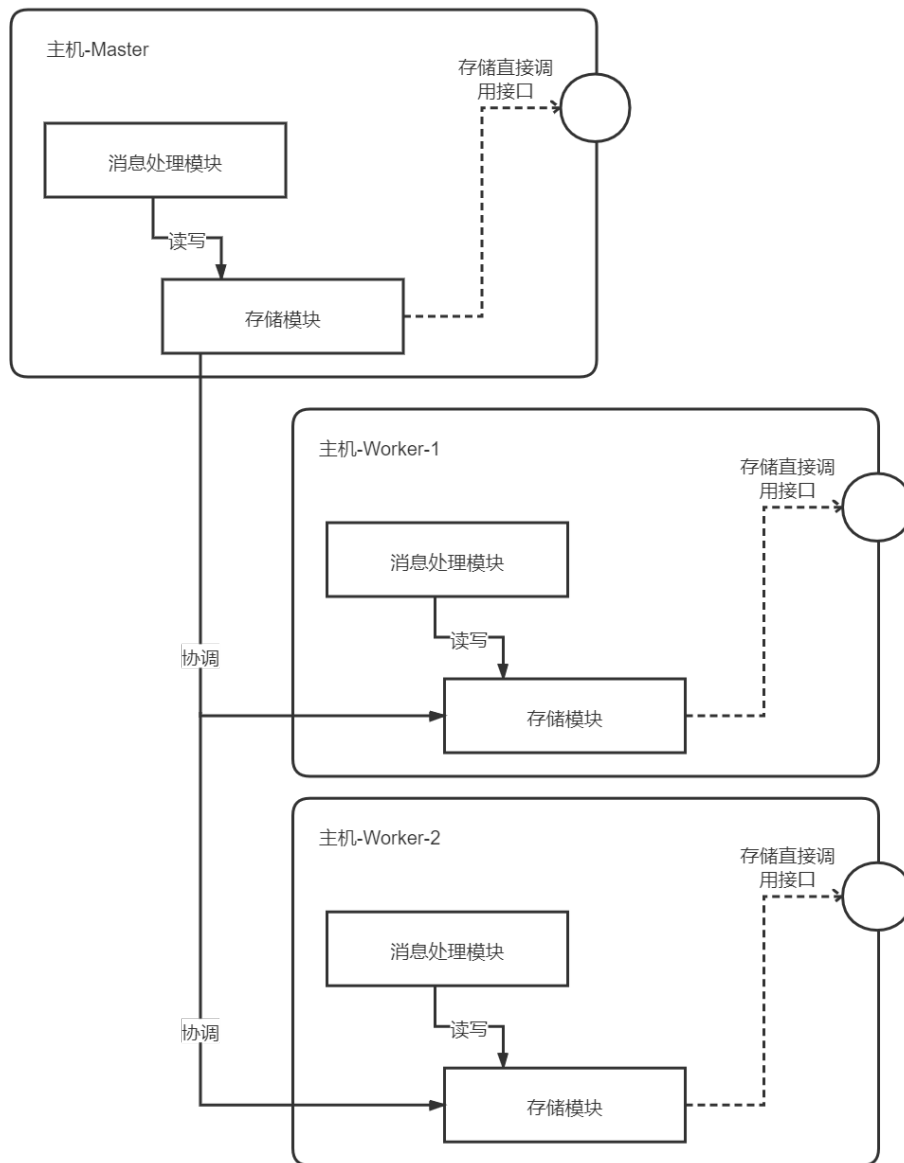 主机-Master
存储直接调
用接口
消息处理模块
读写
存储模块
主机-Worker-1
存储直接调
用接口
消息处理模块
读写
协调
存储模块
主机-Worker-2
存储直接调
用接口
消息处理模块
读写
协调
存储模块